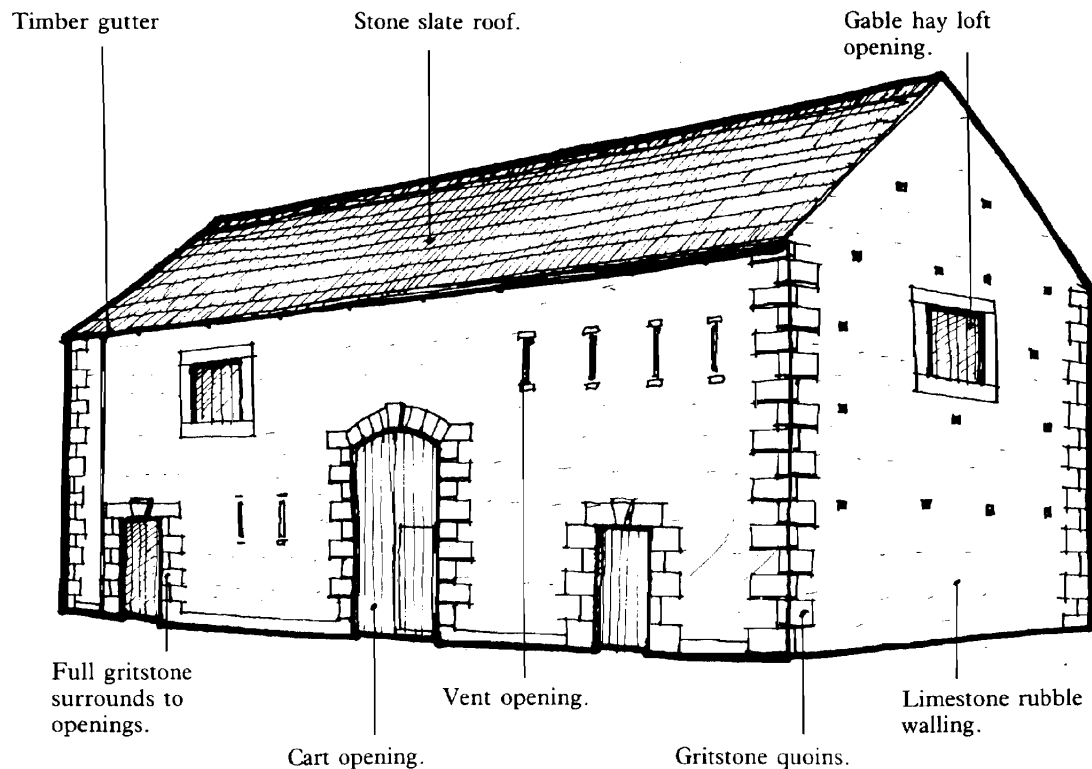 Timber gutter
Stone slate roof.
Gable hay loft
opening.
Full gritstone
surrounds to
openings.
Cart opening.
Vent opening.
Gritstone quoins.
Limestone rubble
walling.